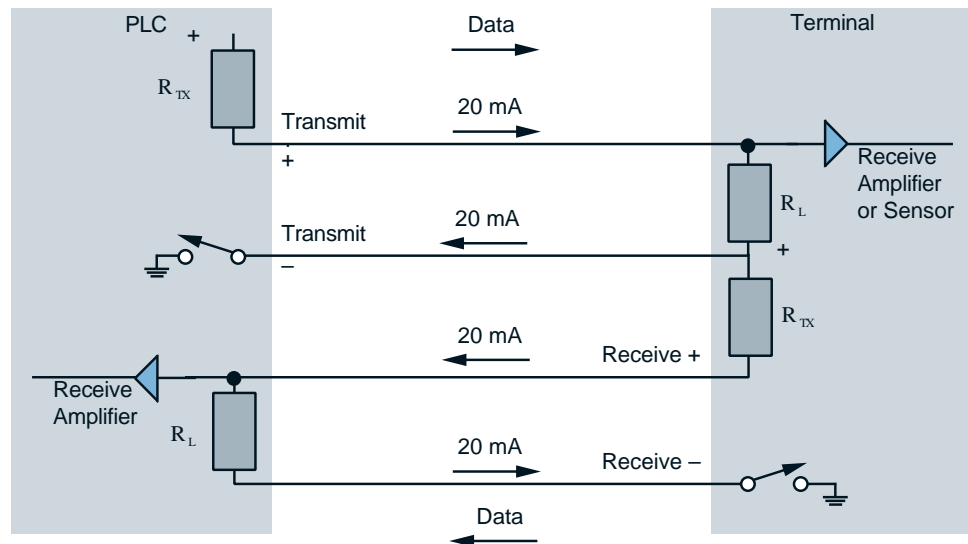 PLC
+
Data
Terminal
R TX
20 mA
Transmit
+
Receive
Amplifier
or Sensor
R L
20 mA
Transmit
–
+
R TX
20 mA
Receive +
Receive
Amplifier
R L
20 mA
Receive –
Data